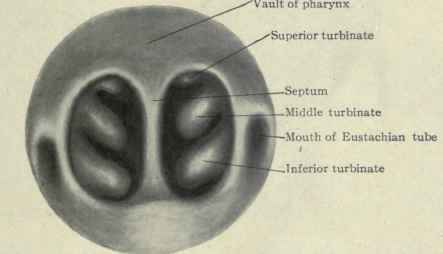 Vault of pharynx
Superior turbinate
Septum
Middle turbinate
Mouth of Eustachian tube
Inferior turbinate